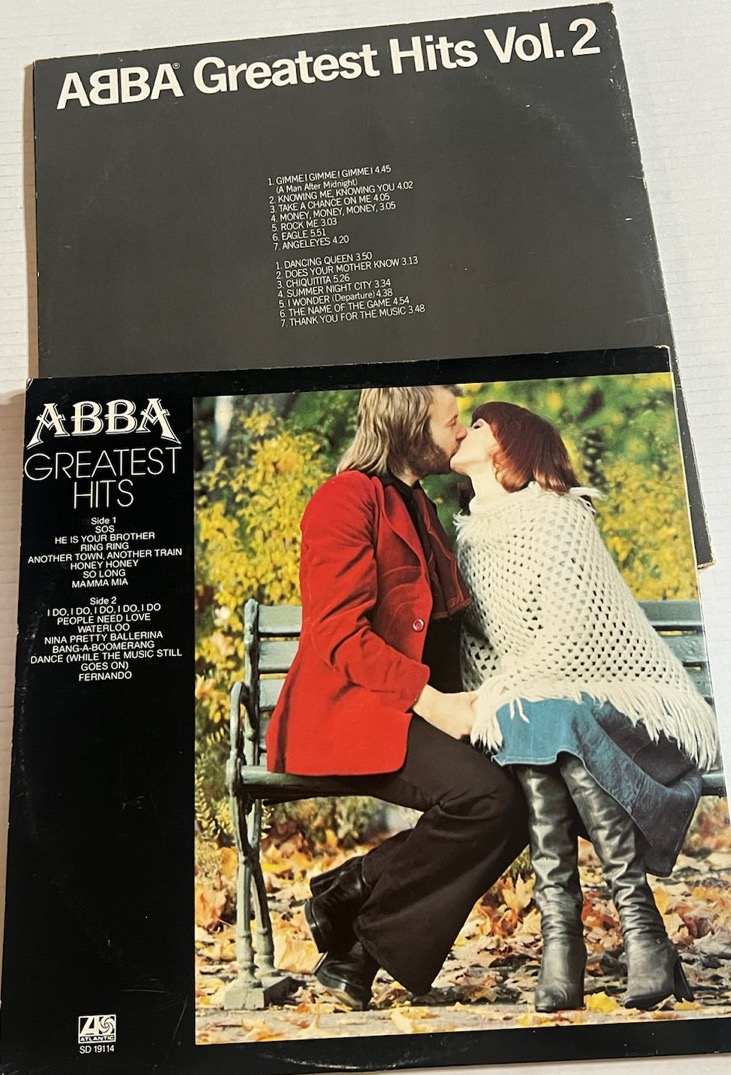 ABBA® Greatest Hits Vol. 2
1. GIMME! GIMME! GIMME! 4.45
(A Man After Midnight)
2. KNOWING ME, KNOWING YOU 4.02
3. TAKE A CHANCE ON ME 4.05
4. MONEY, MONEY, MONEY, 3.05
5. ROCK ME 3.03
6. EAGLE 5.51
7. ANGELEYES 4.20
1. DANCING QUEEN 3.50
2. DOES YOUR MOTHER KNOW 3.13
3. CHIQUITITA 5:26
4. SUMMER NIGHT CITY 3.34
5. I WONDER (Departure) 4.38
6. THE NAME OF THE GAME 4.54
7. THANK YOU FOR THE MUSIC 3.48
ABBA
GREATEST
HITS
Side 1
SOS
HE IS YOUR BROTHER
RING RING
ANOTHER TOWN, ANOTHER TRAIN
HONEY HONEY
SO LONG
MAMMA MIA
Side 2
I DO, I DO, I DO, I DO, I DO
PEOPLE NEED LOVE
WATERLOO
NINA PRETTY BALLERINA
BANG-A-BOOMERANG
DANCE (WHILE THE MUSIC STILL
GOES ON)
FERNANDO
ATLANTIC
SD 19114